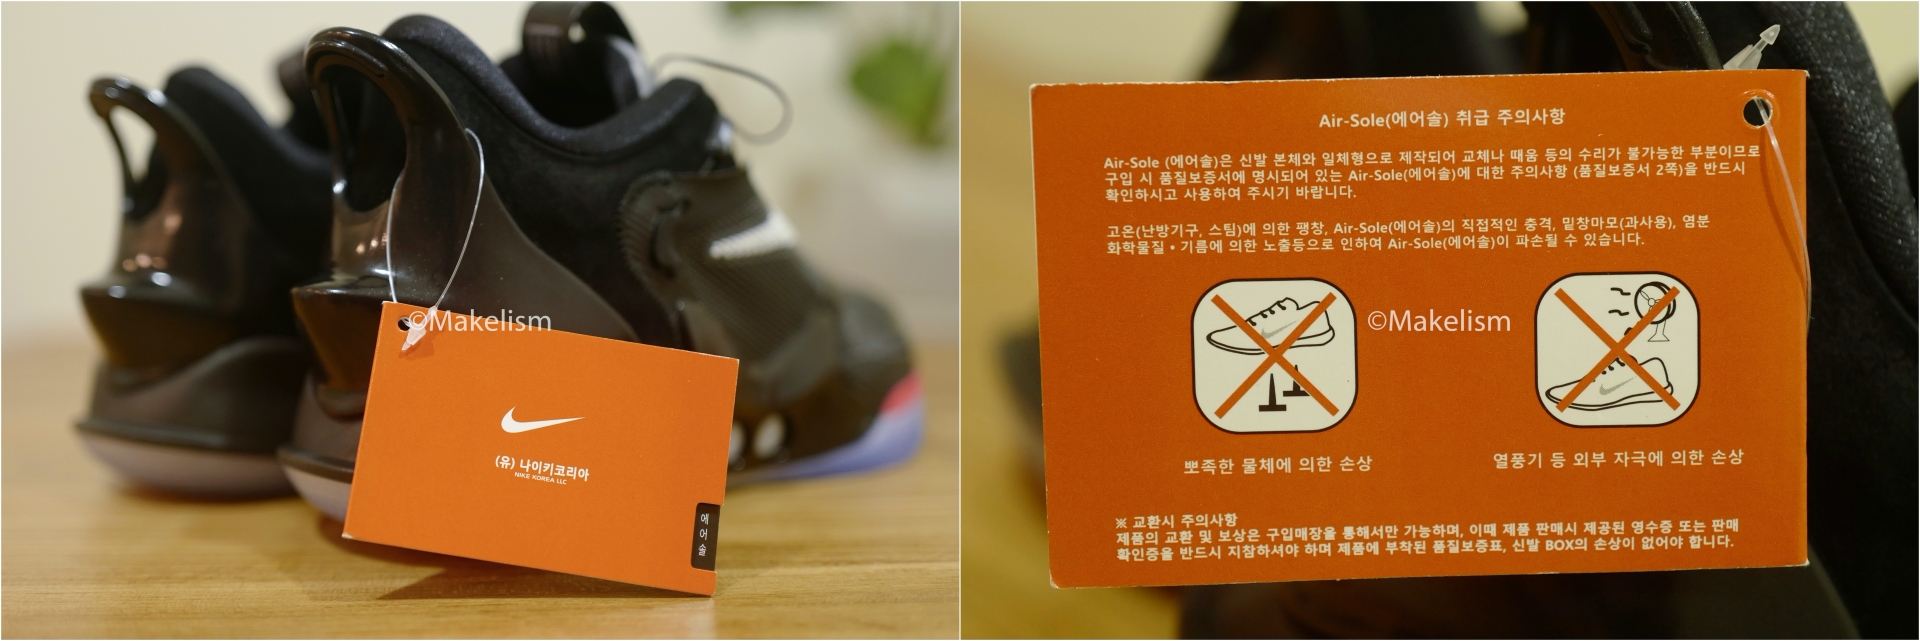 ©Makelism
(유) 나이키코리아
NIKE KOREA LLC
에어솔
Air-Sole(에어솔) 취급 주의사항
Air-Sole (에어솔)은 신발 본체와 일체형으로 제작되어 교체나 때움 등의 수리가 불가능한 부분이므로
구입 시 품질보증서에 명시되어 있는 Air-Sole(에어솔)에 대한 주의사항 (품질보증서 2쪽)을 반드시
확인하시고 사용하여 주시기 바랍니다.
고온(난방기구, 스팀)에 의한 팽창, Air-Sole(에어솔)의 직접적인 충격, 밑창마모(과사용), 염분
화학물질 • 기름에 의한 노출등으로 인하여 Air-Sole(에어솔)이 파손될 수 있습니다.
©Makelism
뾰족한 물체에 의한 손상
열풍기 등 외부 자극에 의한 손상
※ 교환시 주의사항
제품의 교환 및 보상은 구입매장을 통해서만 가능하며, 이때 제품 판매시 제공된 영수증 또는 판매
확인증을 반드시 지참하셔야 하며 제품에 부착된 품질보증표, 신발 BOX의 손상이 없어야 합니다.